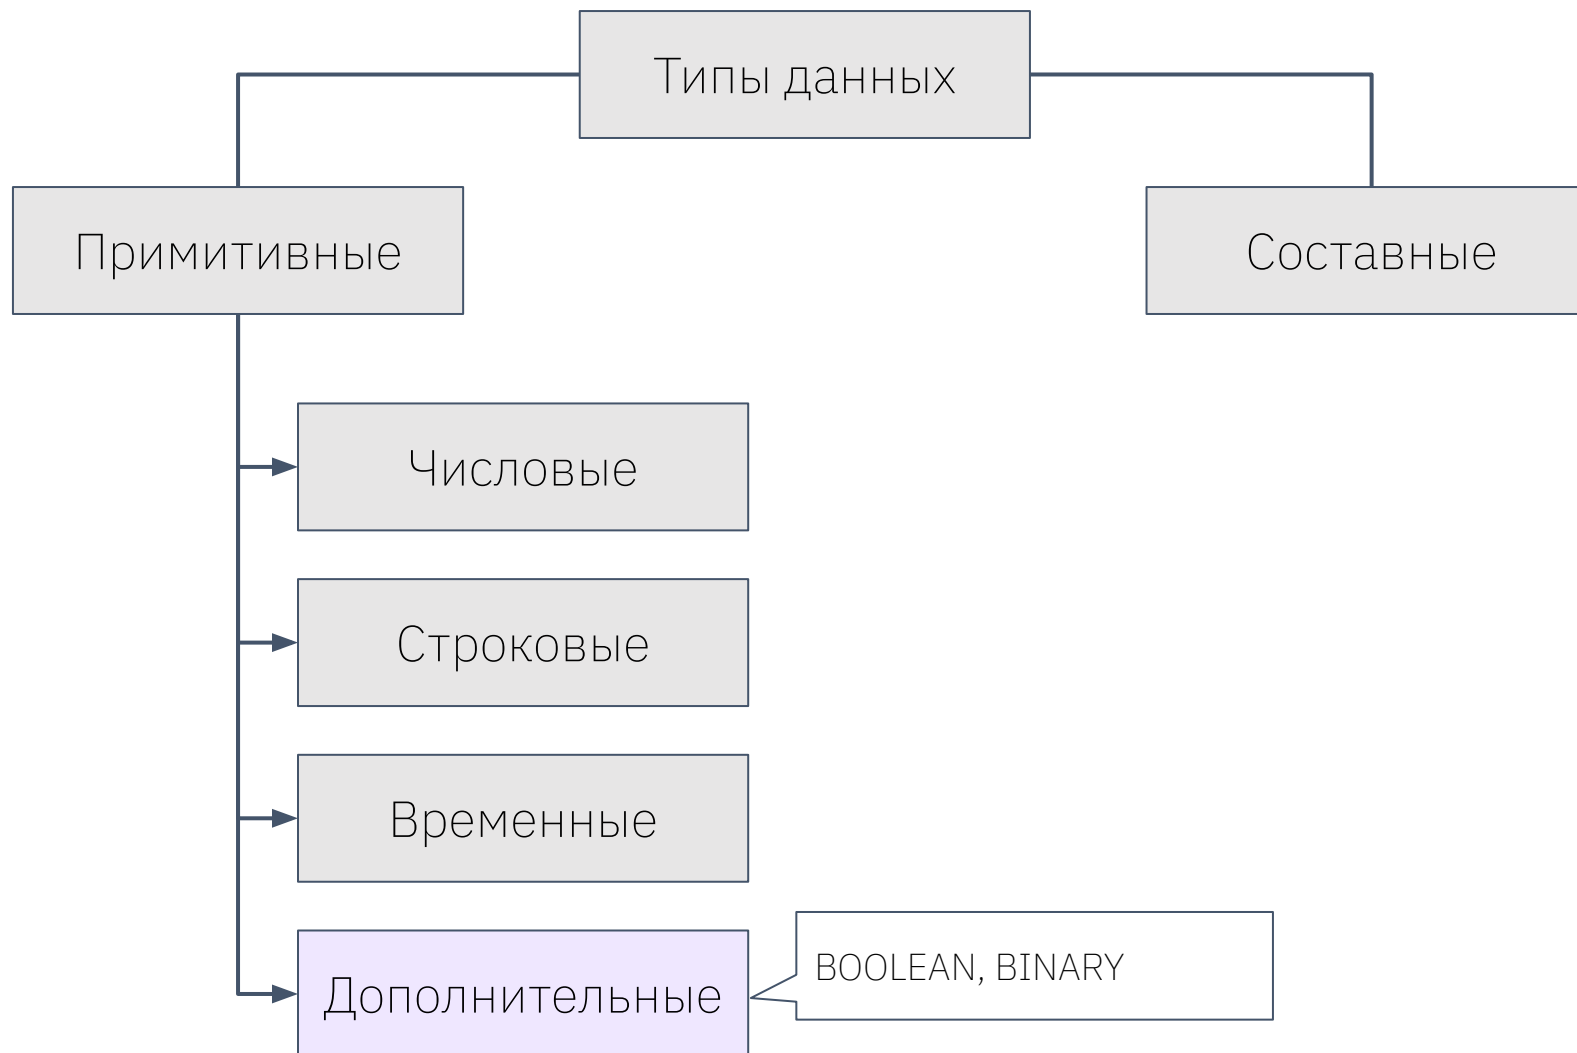 Типы данных
Примитивные
Составные
Числовые
Строковые
Временные
Дополнительные
BOOLEAN, BINARY